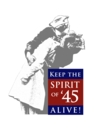 KEEP THE
SPIRIT
OF '45
ALIVE!